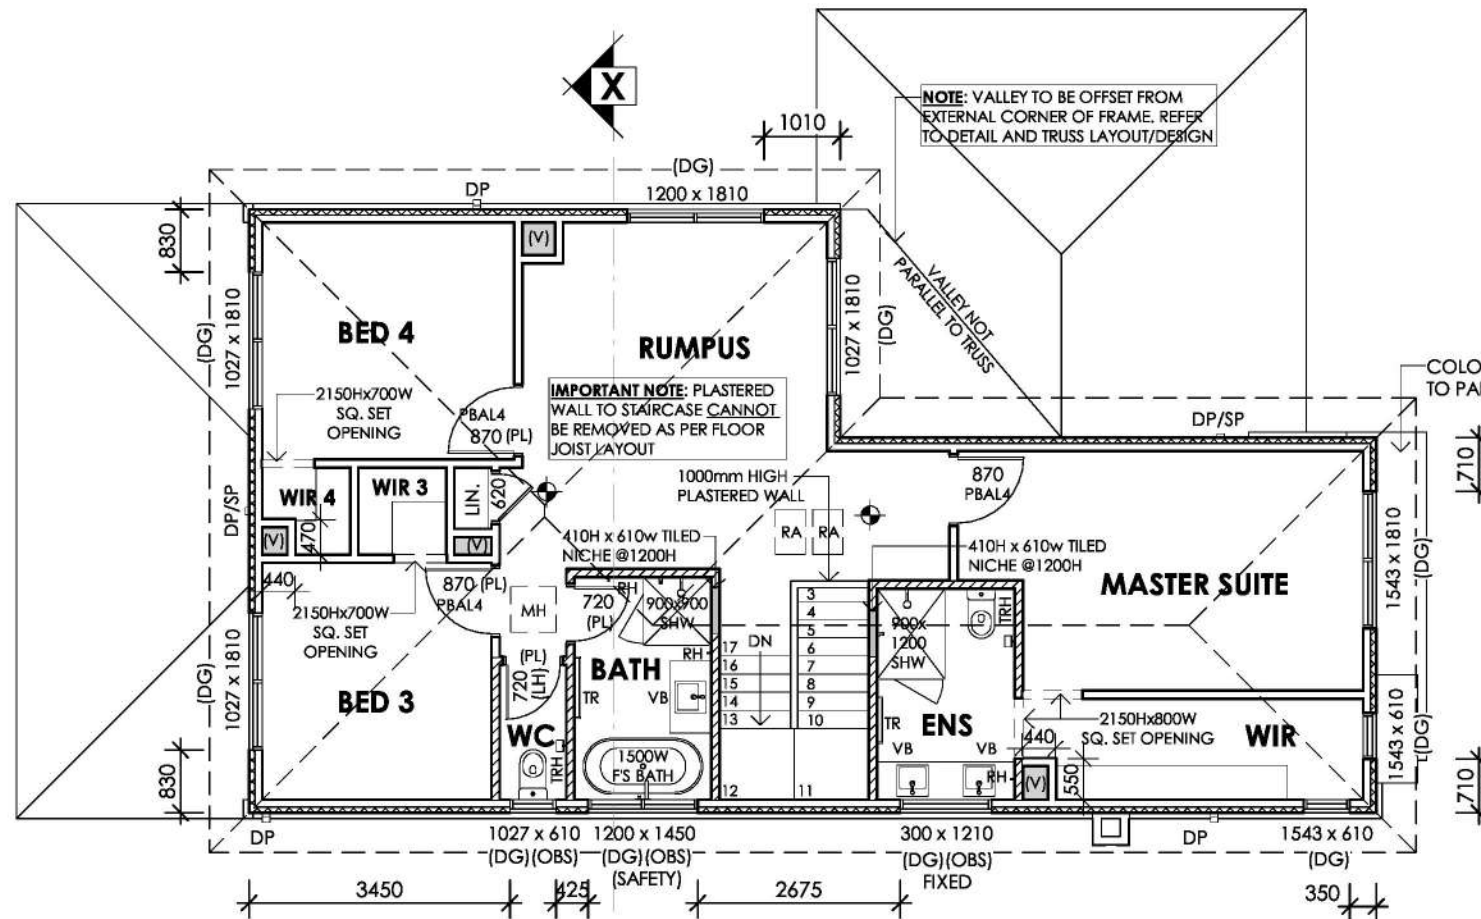 X
1010
NOTE: VALLEY TO BE OFFSET FROM
EXTERNAL CORNER OF FRAME. REFER
TO DETAIL AND TRUSS LAYOUT/DESIGN
(DG)
DP
1200 x 1810
830
(V)
1027 x 1810
(DG)
BED 4
RUMPUS
1027 x 1810
(DG)
VALLEY NOT
PARALLEL TO TRUSS
COLO
TO PA
2150Hx700W
SQ. SET
OPENING
PBAL4
870 (PL)
IMPORTANT NOTE: PLASTERED
WALL TO STAIRCASE CANNOT
BE REMOVED AS PER FLOOR
JOIST LAYOUT
DP/SP
710
1000mm HIGH
PLASTERED WALL
870
PBAL4
WIR 4
WIR 3
LIN.
620
DP/SP
(V)
470
(V)
410H x 610w TILED
NICHE @1200H
RA
RA
410H x 610w TILED
NICHE @1200H
1543 x 1810
(DG)
440
870 (PL)
PBAL4
MH
720
(PL)
RH
900x900
SHW
MASTER SUITE
2150Hx700W
SQ. SET
OPENING
3
4
5
6
7
8
9
10
11
12
13
14
15
16
17
DN
900x
1200
SHW
TRH
RH
1027 x 1810
(DG)
BED 3
(PL)
720
(LH)
BATH
TR
VB
WC
TRH
1500W
F'S BATH
TR
ENS
VB
VB
RH
440
2150Hx800W
SQ. SET OPENING
WIR
1543 x 610
(DG)
(V)
550
830
710
DP
1027 x 610
(DG)(OBS)
1200 x 1450
(DG)(OBS)
(SAFETY)
300 x 1210
(DG)(OBS)
FIXED
DP
1543 x 610
(DG)
3450
425
2675
350